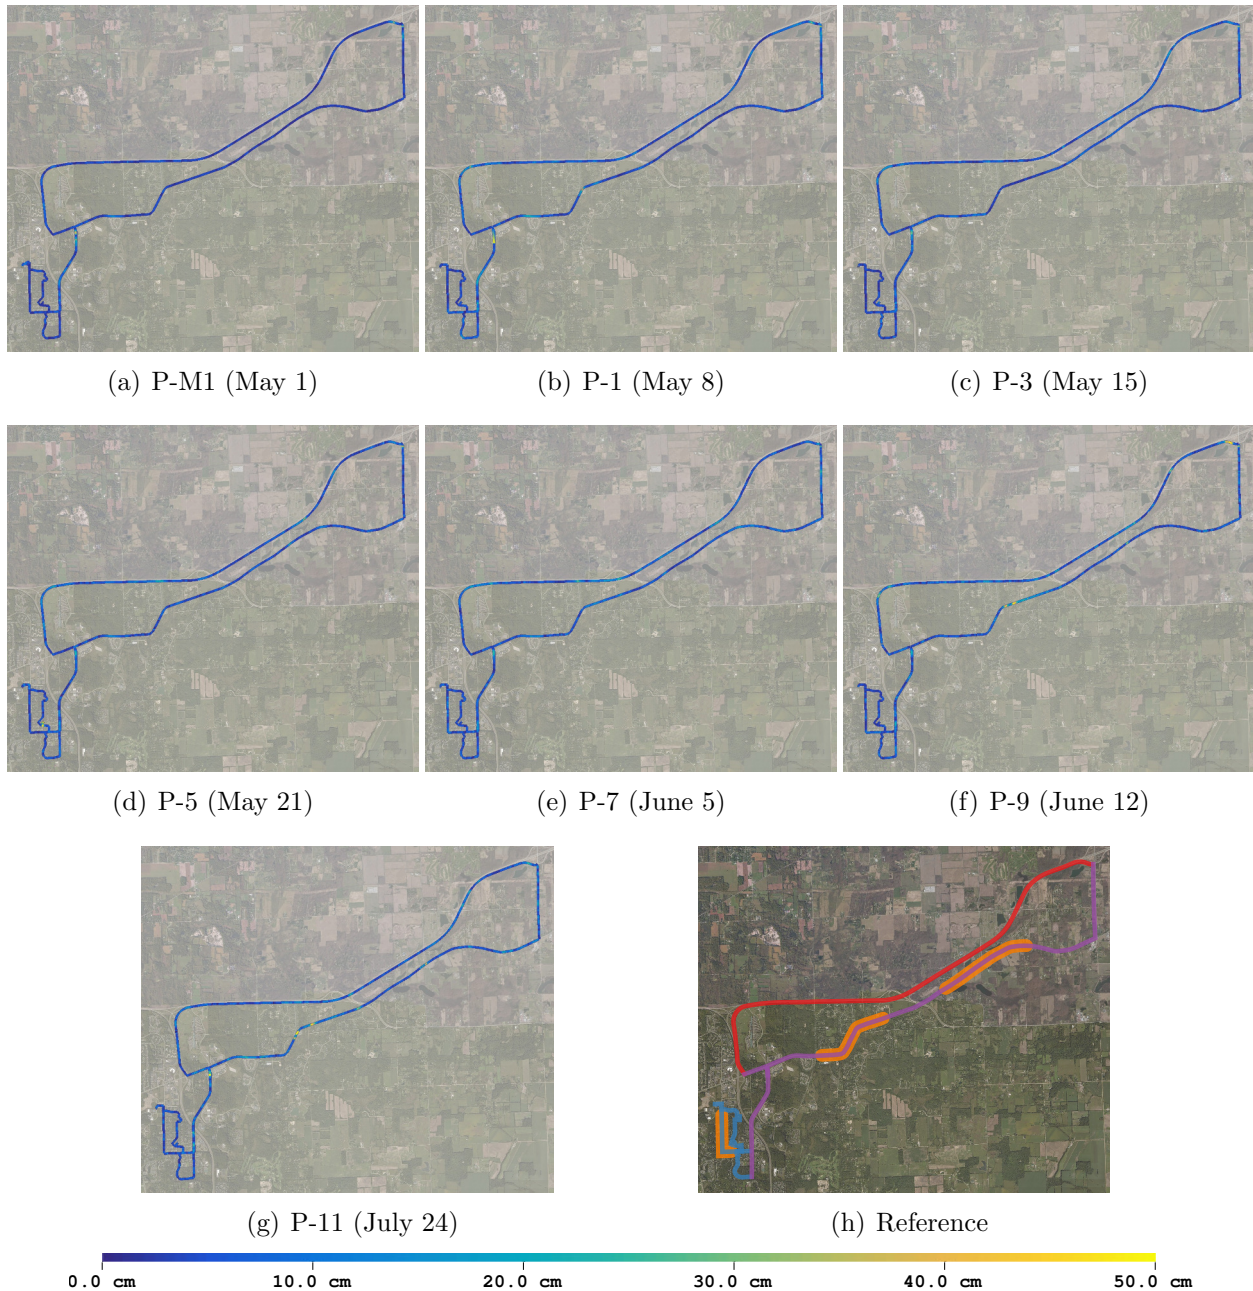 (a) P-M1 (May 1)
(b) P-1 (May 8)
(c) P-3 (May 15)
(d) P-5 (May 21)
(e) P-7 (June 5)
(f) P-9 (June 12)
(g) P-11 (July 24)
(h) Reference
0.0 cm 10.0 cm 20.0 cm 30.0 cm 40.0 cm 50.0 cm